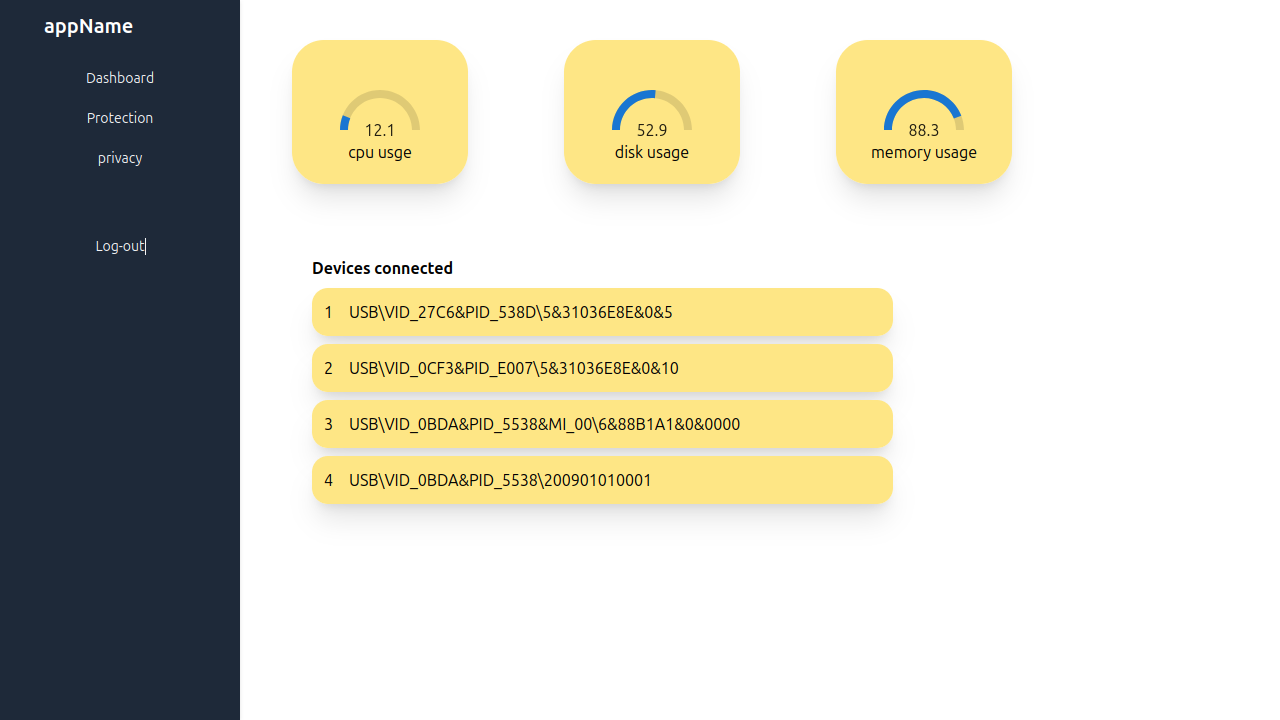 appName
Dashboard
Protection
privacy
Log-out
12.1
cpu usge
52.9
disk usage
88.3
memory usage
Devices connected
1 USB\VID_27C6&PID_538D\5&31036E8E&0&5
2 USB\VID_0CF3&PID_E007\5&31036E8E&0&10
3 USB\VID_0BDA&PID_5538&MI_00\6&88B1A1&0&0000
4 USB\VID_0BDA&PID_5538\200901010001